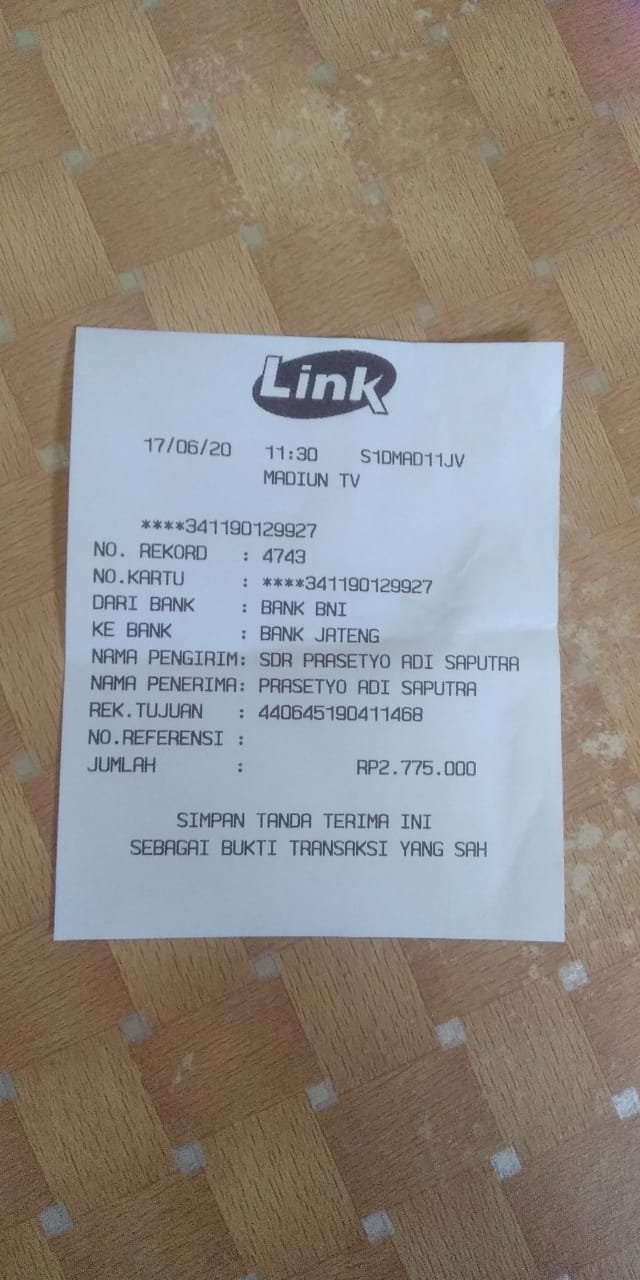 Link
17/06/20 11:30 S1DMAD11JV
MADIUN TV
****341190129927
NO. REKORD : 4743
NO.KARTU : ****341190129927
DARI BANK : BANK BNI
KE BANK : BANK JATENG
NAMA PENGIRIM: SDR PRASETYO ADI SAPUTRA
NAMA PENERIMA: PRASETYO ADI SAPUTRA
REK.TUJUAN : 440645190411468
NO.REFERENSI :
JUMLAH : RP2.775.000
SIMPAN TANDA TERIMA INI
SEBAGAI BUKTI TRANSAKSI YANG SAH